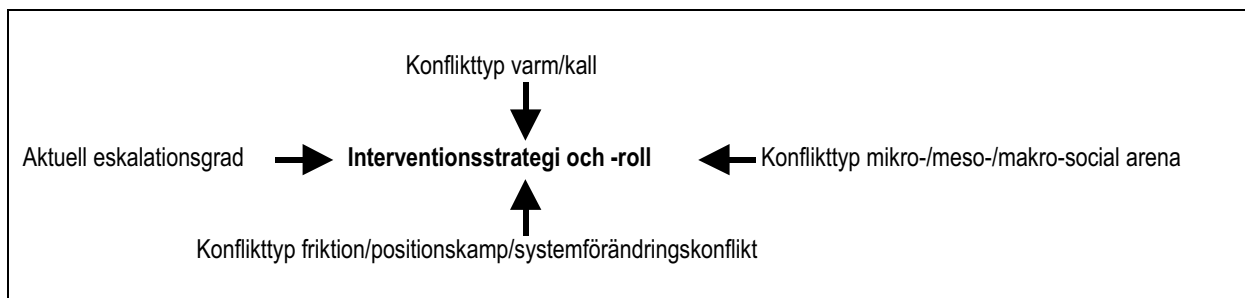 Konflikttyp varm/kall
Aktuell eskalationsgrad Interventionsstrategi och -roll Konflikttyp mikro-/meso-/makro-social arena
Konflikttyp friktion/positionskamp/systemförändringskonflikt